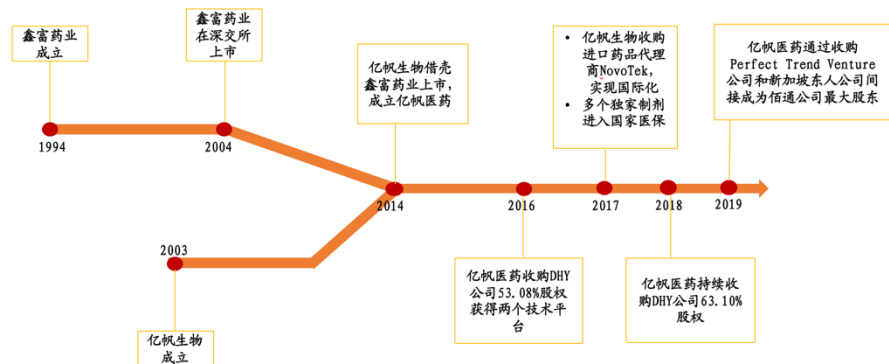 鑫富药业
成立
鑫富药业
在深交所
上市
亿帆生物借壳
鑫富药业上市,
成立亿帆医药
• 亿帆生物收购
进口药品代理
商NovoTek,
实现国际化
• 多个独家制剂
进入国家医保
亿帆医药通过收购
Perfect Trend Venture
公司和新加坡东人公司间
接成为佰通公司最大股东
1994
2004
2014
2016
2017
2018
2019
2003
亿帆生物
成立
亿帆医药收购DHY
公司53.08%股权
获得两个技术平
台
亿帆医药持续收
购DHY公司63.10%
股权